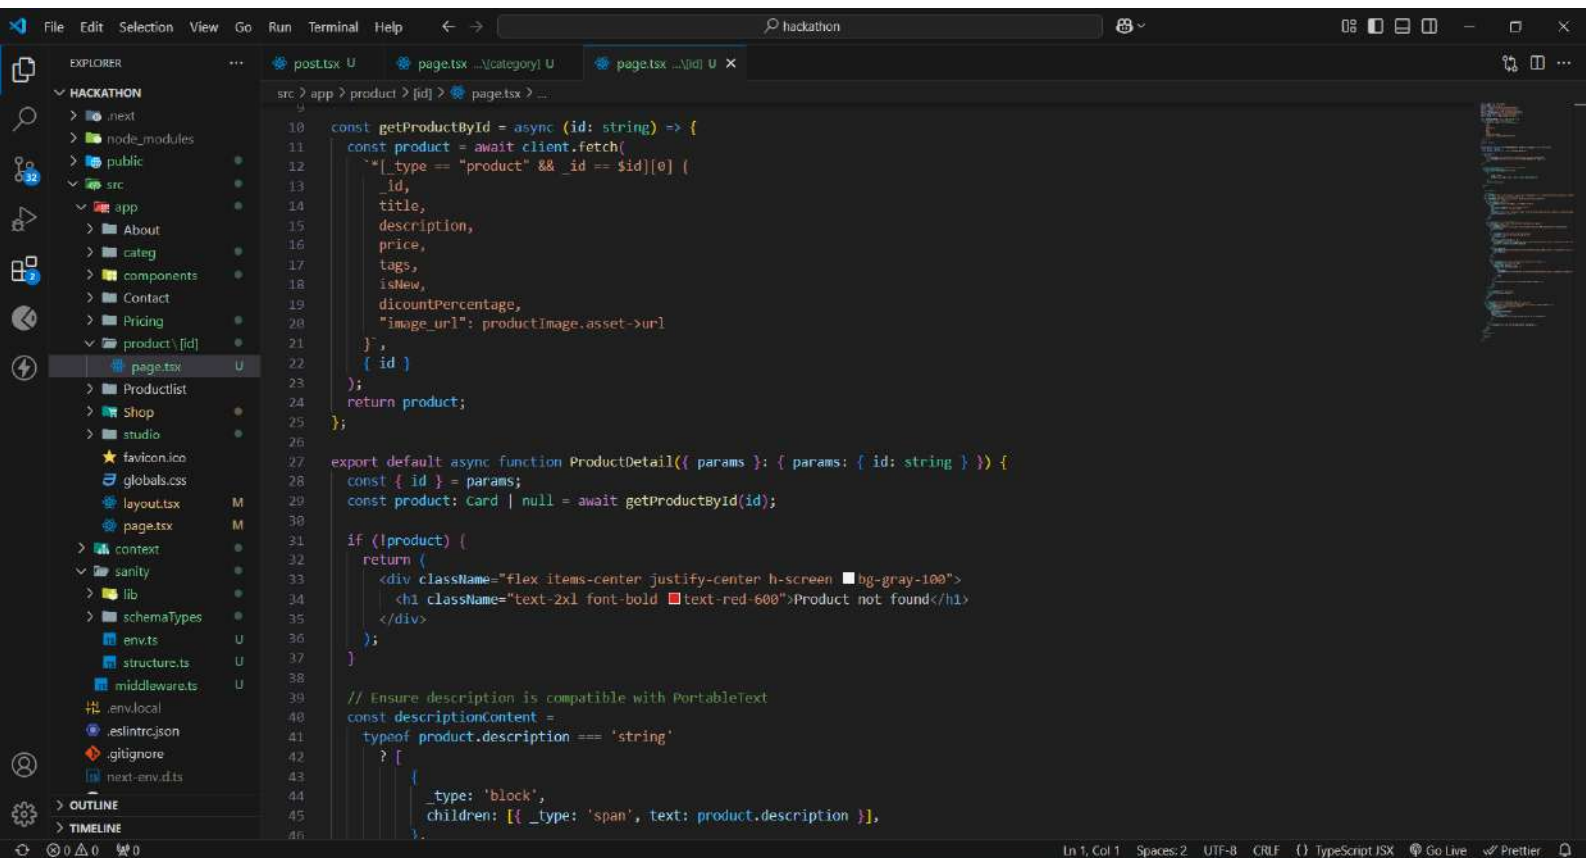 File Edit Selection View Go Run Terminal Help
hackathon
EXPLORER
HACKATHON
.next
node_modules
public
src
app
About
categ
components
Contact
Pricing
product\[id]
page.tsx U
Productlist
Shop
studio
favicon.ico
globals.css
layout.tsx M
page.tsx M
context
sanity
lib
schemaTypes
env.ts U
structure.ts U
middleware.ts U
.env.local
.eslintrc.json
.gitignore
next-env.d.ts
OUTLINE
TIMELINE
32
2
post.tsx U page.tsx ...\[category] U page.tsx ...\[id] U
src > app > product > [id] > page.tsx > ...
9
10 const getProductById = async (id: string) => {
11 const product = await client.fetch(
12 `*[_type == "product" && _id == $id][0] {
13 _id,
14 title,
15 description,
16 price,
17 tags,
18 isNew,
19 dicountPercentage,
20 "image_url": productImage.asset->url
21 }`,
22 { id }
23 );
24 return product;
25 };
26
27 export default async function ProductDetail({ params }: { params: { id: string } }) {
28 const { id } = params;
29 const product: Card | null = await getProductById(id);
30
31 if (!product) {
32 return (
33 <div className="flex items-center justify-center h-screen bg-gray-100">
34 <h1 className="text-2xl font-bold text-red-600">Product not found</h1>
35 </div>
36 );
37 }
38
39 // Ensure description is compatible with PortableText
40 const descriptionContent =
41 typeof product.description === 'string'
42 ? [
43 {
44 _type: 'block',
45 children: [{ _type: 'span', text: product.description }],
46 },
0 0 0 Ln 1, Col 1 Spaces: 2 UTF-8 CRLF {} TypeScript JSX Go Live Prettier